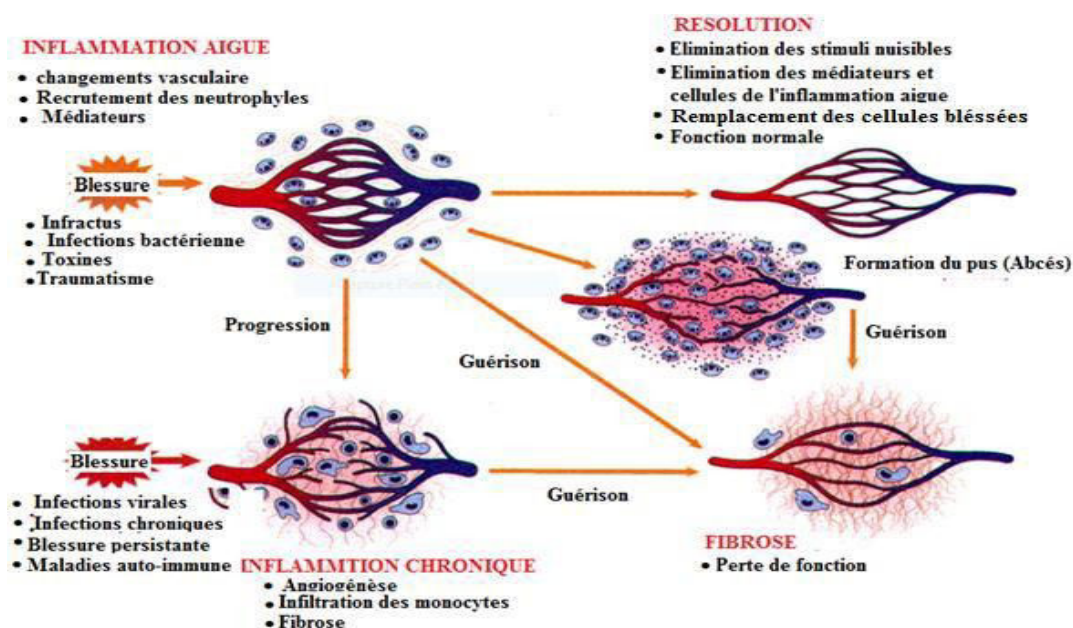 INFLAMMATION AIGUE
• changements vasculaire
• Recrutement des neutrophyles
• Médiateurs
Blessure
• Infractus
• Infections bactérienne
• Toxines
• Traumatisme
RESOLUTION
• Elimination des stimuli nuisibles
• Elimination des médiateurs et
cellules de l'inflammation aigue
• Remplacement des cellules bléssées
• Fonction normale
Formation du pus (Abcés)
Progression
Guérison
Guérison
Blessure
• Infections virales
• Infections chroniques
• Blessure persistante
• Maladies auto-immune
INFLAMMTION CHRONIQUE
• Angiogênèse
• Infiltration des monocytes
• Fibrose
Guérison
FIBROSE
• Perte de fonction